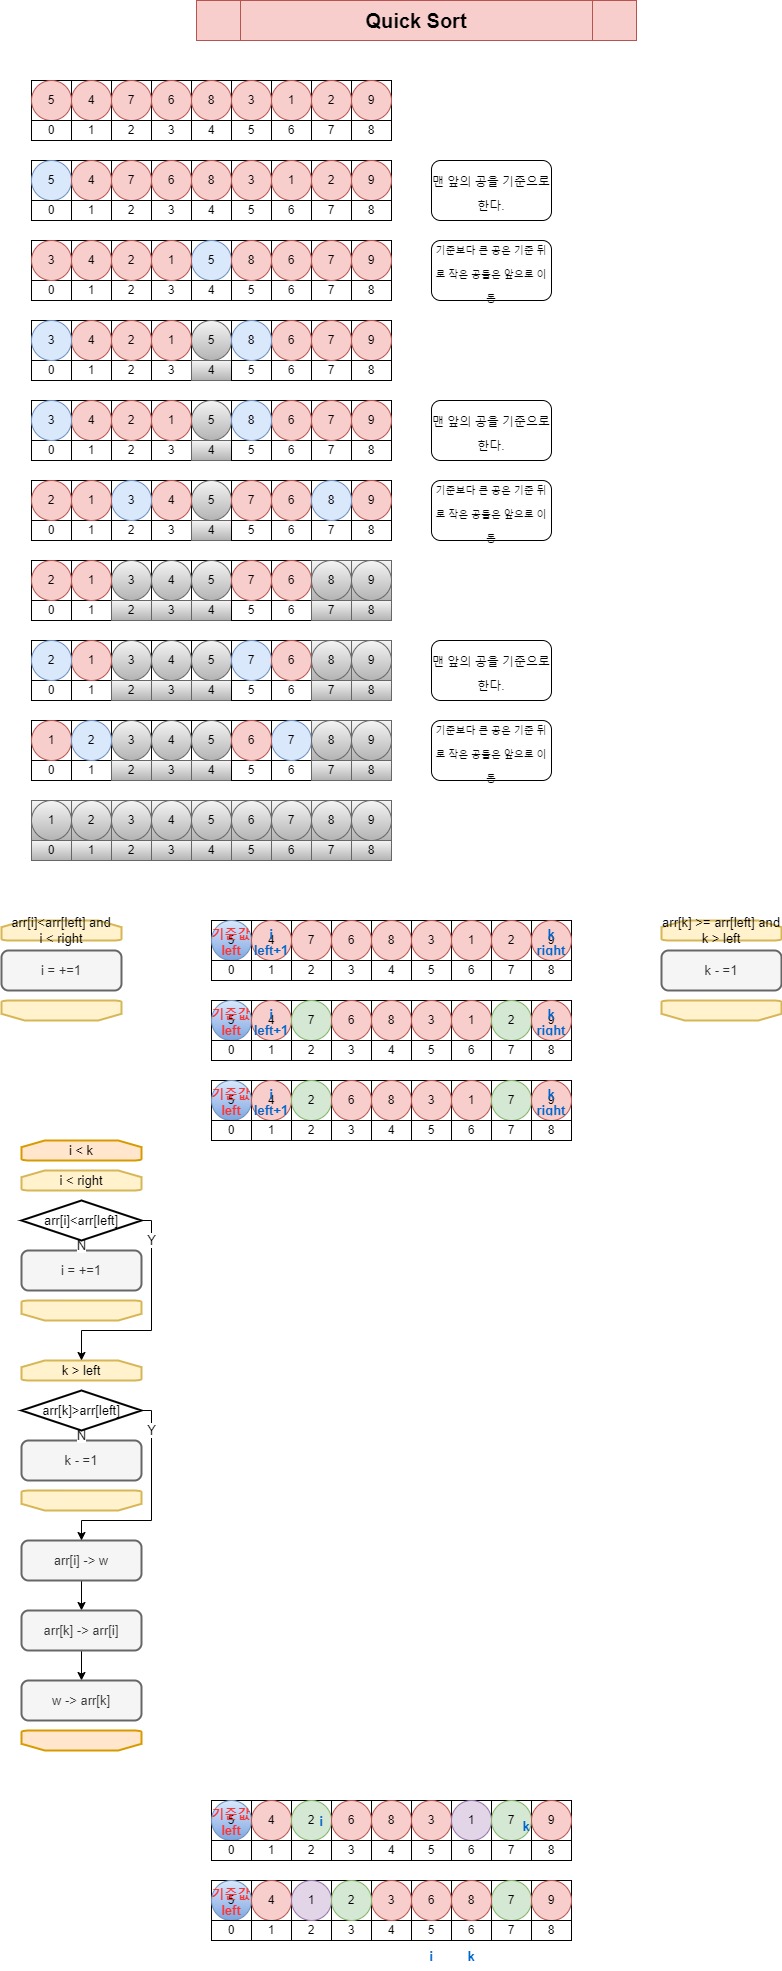 Quick Sort
5 4 7 6 8 3 1 2 9
0 1 2 3 4 5 6 7 8
5 4 7 6 8 3 1 2 9
0 1 2 3 4 5 6 7 8
맨 앞의 공을 기준으로
한다.
3 4 2 1 5 8 6 7 9
0 1 2 3 4 5 6 7 8
기준보다 큰 공은 기준 뒤
로 작은 공들은 앞으로 이
동
3 4 2 1 5 8 6 7 9
0 1 2 3 4 5 6 7 8
3 4 2 1 5 8 6 7 9
0 1 2 3 4 5 6 7 8
맨 앞의 공을 기준으로
한다.
2 1 3 4 5 7 6 8 9
0 1 2 3 4 5 6 7 8
기준보다 큰 공은 기준 뒤
로 작은 공들은 앞으로 이
동
2 1 3 4 5 7 6 8 9
0 1 2 3 4 5 6 7 8
2 1 3 4 5 7 6 8 9
0 1 2 3 4 5 6 7 8
맨 앞의 공을 기준으로
한다.
1 2 3 4 5 6 7 8 9
0 1 2 3 4 5 6 7 8
기준보다 큰 공은 기준 뒤
로 작은 공들은 앞으로 이
동
1 2 3 4 5 6 7 8 9
0 1 2 3 4 5 6 7 8
arr[i]<arr[left] and
i < right
i = +=1
기준값 i k
5 4 7 6 8 3 1 2 9
left left+1 right
0 1 2 3 4 5 6 7 8
arr[k] >= arr[left] and
k > left
k - =1
기준값 i k
5 4 7 6 8 3 1 2 9
left left+1 right
0 1 2 3 4 5 6 7 8
기준값 i k
5 4 2 6 8 3 1 7 9
left left+1 right
0 1 2 3 4 5 6 7 8
i < k
i < right
arr[i]<arr[left]
Y
N
i = +=1
k > left
arr[k]>arr[left]
Y
N
k - =1
arr[i] -> w
arr[k] -> arr[i]
w -> arr[k]
기준값
5 4 2 i 6 8 3 1 7 k 9
left
0 1 2 3 4 5 6 7 8
기준값
5 4 1 2 3 6 8 7 9
left
0 1 2 3 4 5 6 7 8
i k